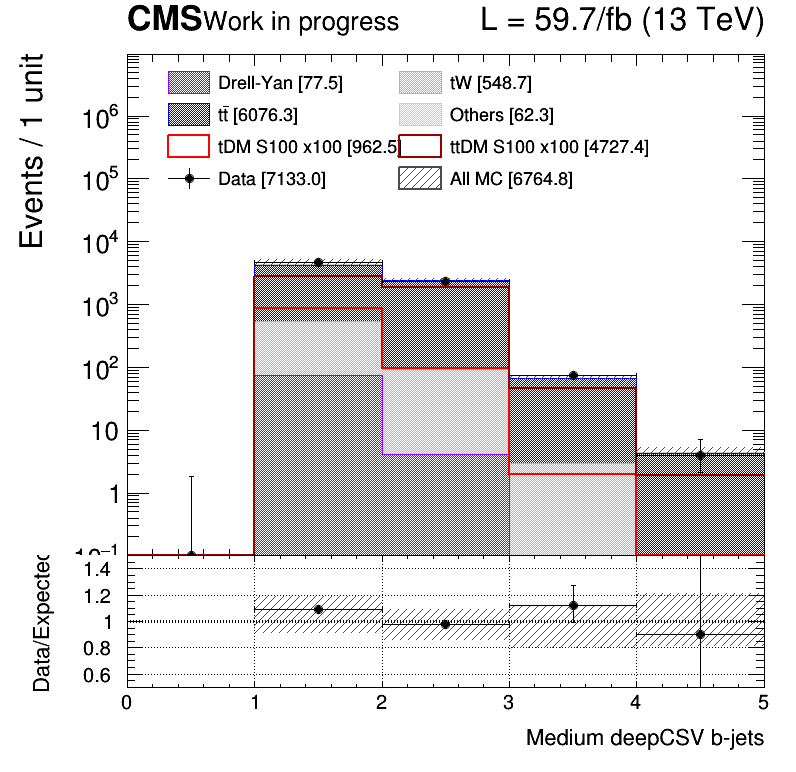 CMS Work in progress L = 59.7/fb (13 TeV)
Events / 1 unit
Drell-Yan [77.5] tW [548.7]
tt̄ [6076.3] Others [62.3]
tDM S100 x100 [962.5] ttDM S100 x100 [4727.4]
Data [7133.0] All MC [6764.8]
10⁶
10⁵
10⁴
10³
10²
10
1
10⁻¹
Data/Expected
1.4
1.2
1
0.8
0.6
0 1 2 3 4 5
Medium deepCSV b-jets